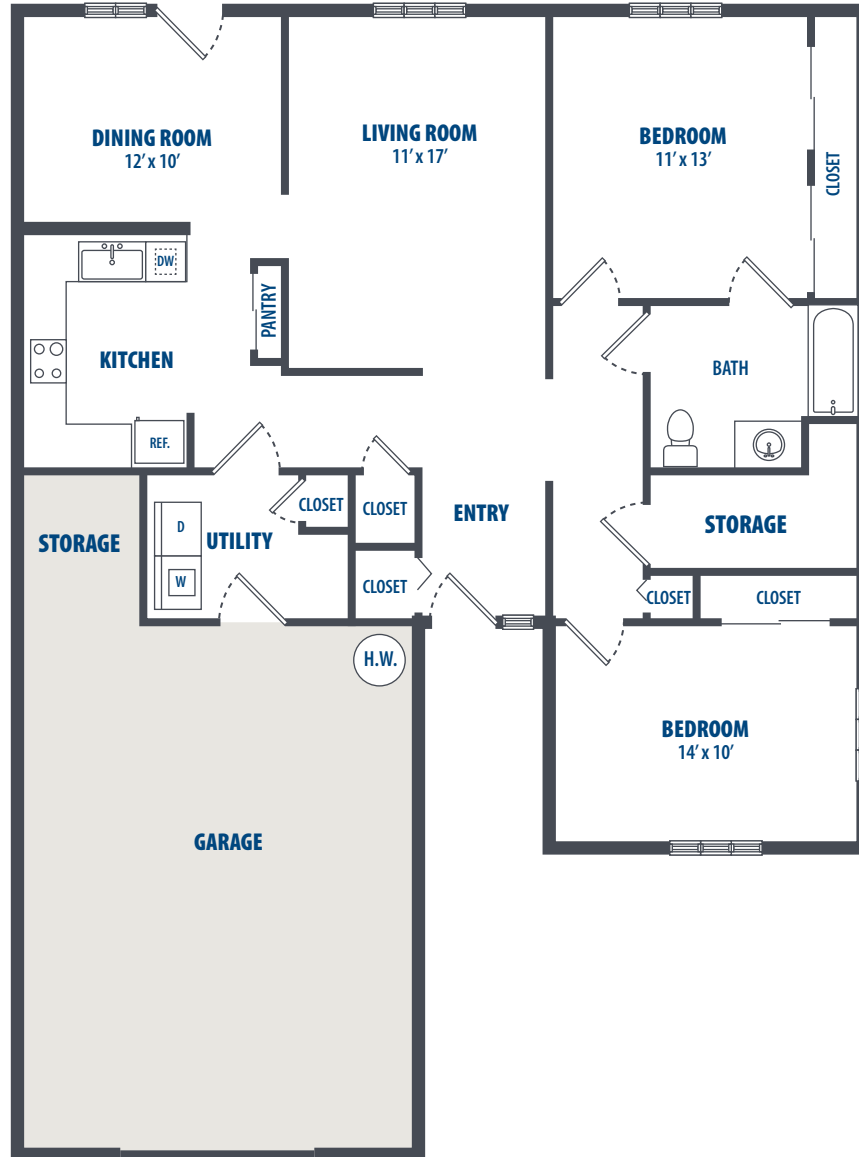 DINING ROOM
12' x 10'
LIVING ROOM
11' x 17'
BEDROOM
11' x 13'
CLOSET
DW
PANTRY
KITCHEN
BATH
REF.
STORAGE
D
UTILITY
W
CLOSET
CLOSET
CLOSET
ENTRY
STORAGE
CLOSET
CLOSET
H.W.
BEDROOM
14' x 10'
GARAGE